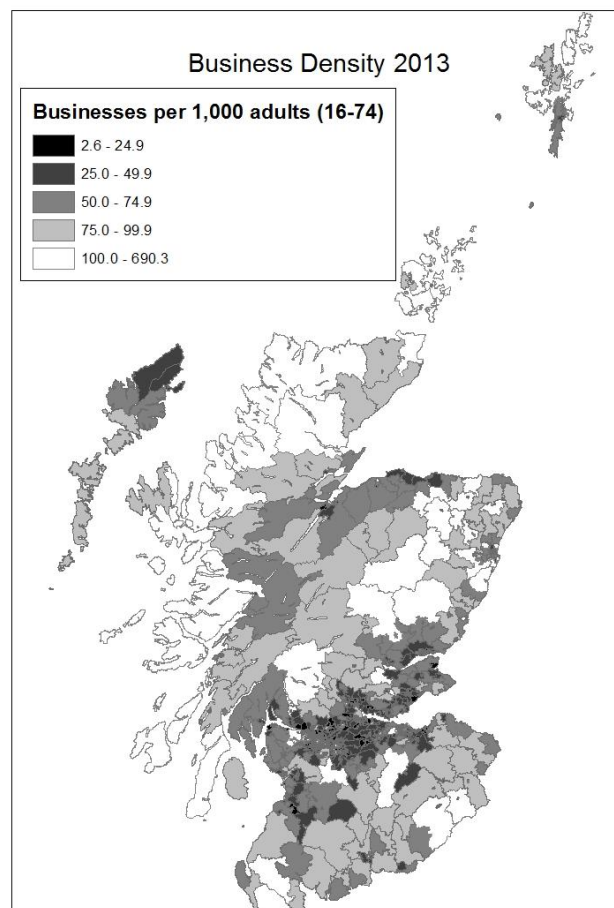 Business Density 2013
Businesses per 1,000 adults (16-74)
2.6 - 24.9
25.0 - 49.9
50.0 - 74.9
75.0 - 99.9
100.0 - 690.3